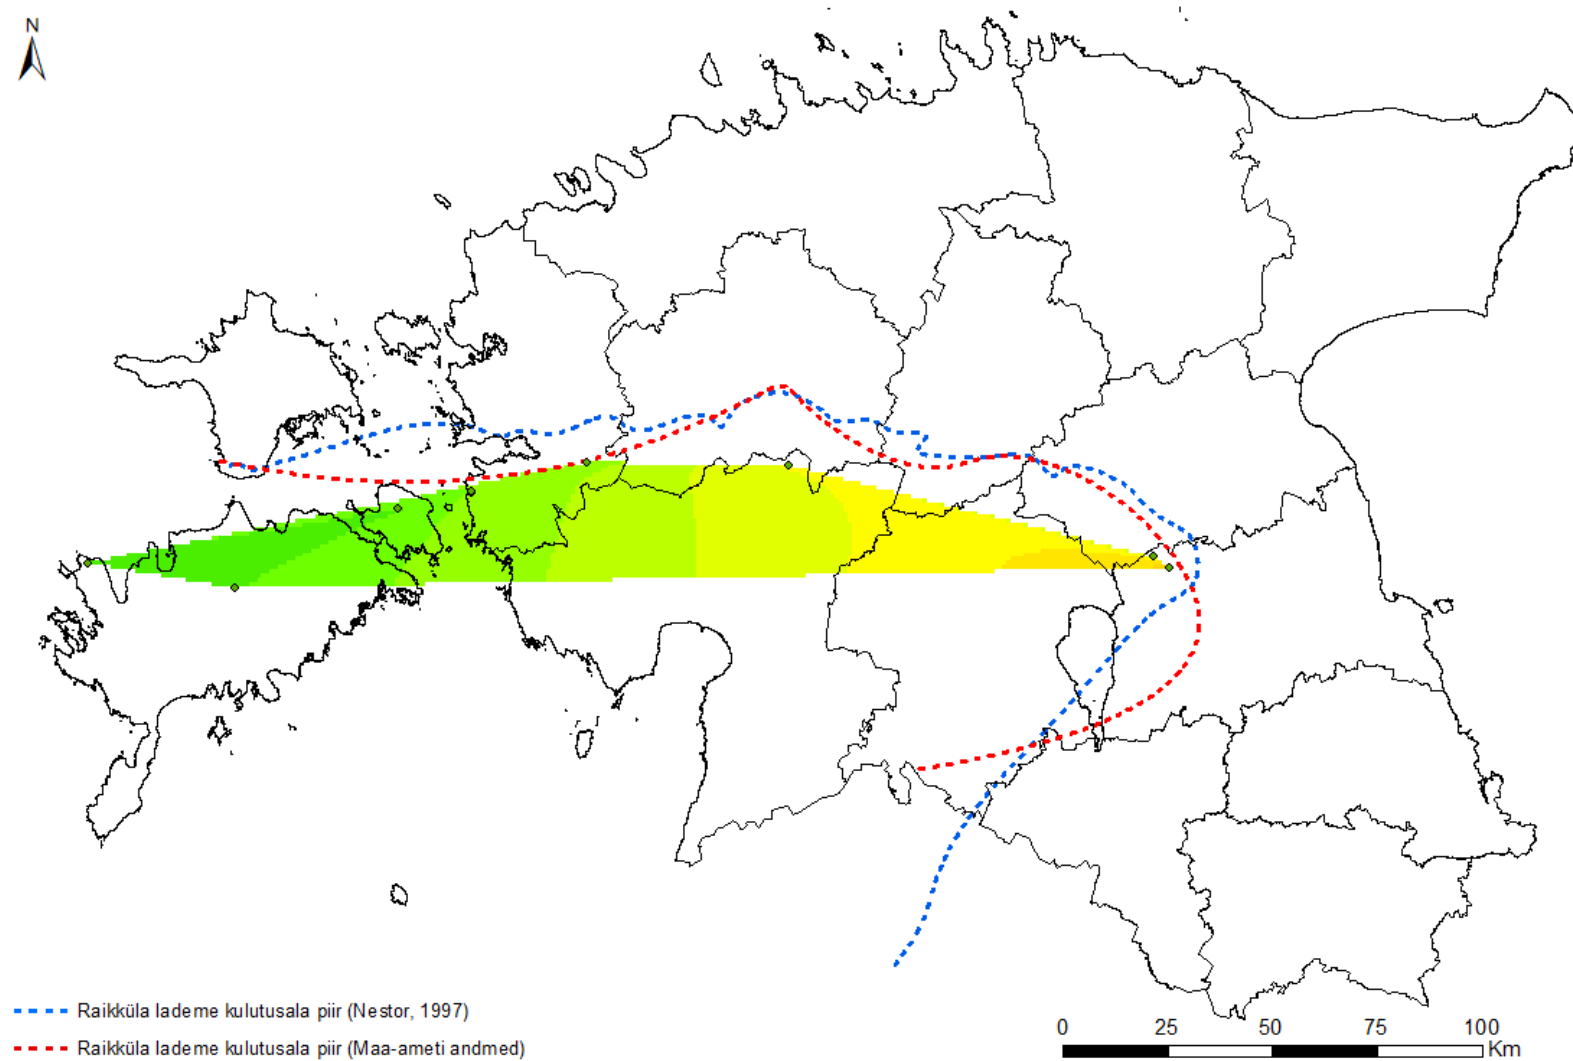 N
Raikküla lademe kulutusala piir (Nestor, 1997)
Raikküla lademe kulutusala piir (Maa-ameti andmed)
0 25 50 75 100
Km